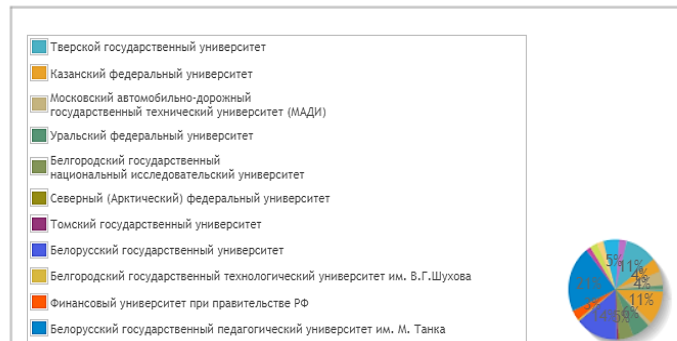 Тверской государственный университет
Казанский федеральный университет
Московский автомобильно-дорожный
государственный технический университет (МАДИ)
Уральский федеральный университет
Белгородский государственный
национальный исследовательский университет
Северный (Арктический) федеральный университет
Томский государственный университет
Белорусский государственный университет
Белгородский государственный технологический университет им. В.Г.Шухова
Финансовый университет при правительстве РФ
Белорусский государственный педагогический университет им. М. Танка
5%
11%
4%
4%
11%
6%
21%